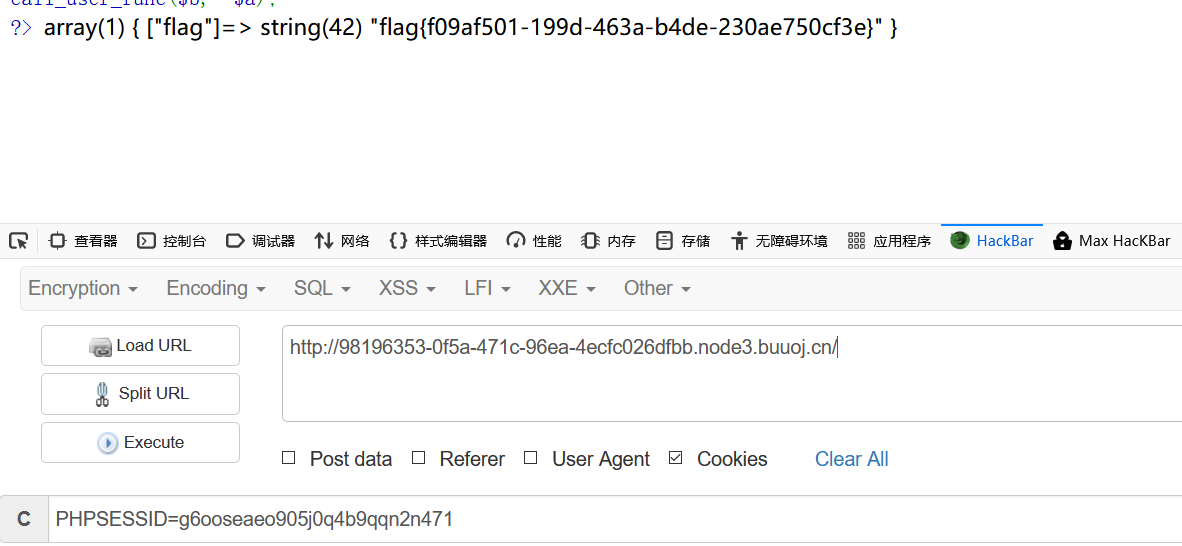 call_user_func($b, $a);
?> array(1) { ["flag"]=> string(42) "flag{f09af501-199d-463a-b4de-230ae750cf3e}" }
查看器 控制台 调试器 网络 {} 样式编辑器 性能 内存 存储 无障碍环境 应用程序 HackBar Max HacKBar
Encryption Encoding SQL XSS LFI XXE Other
Load URL
http://98196353-0f5a-471c-96ea-4ecfc026dfbb.node3.buuoj.cn/
Split URL
Execute
Post data Referer User Agent Cookies Clear All
C PHPSESSID=g6ooseaeo905j0q4b9qqn2n471